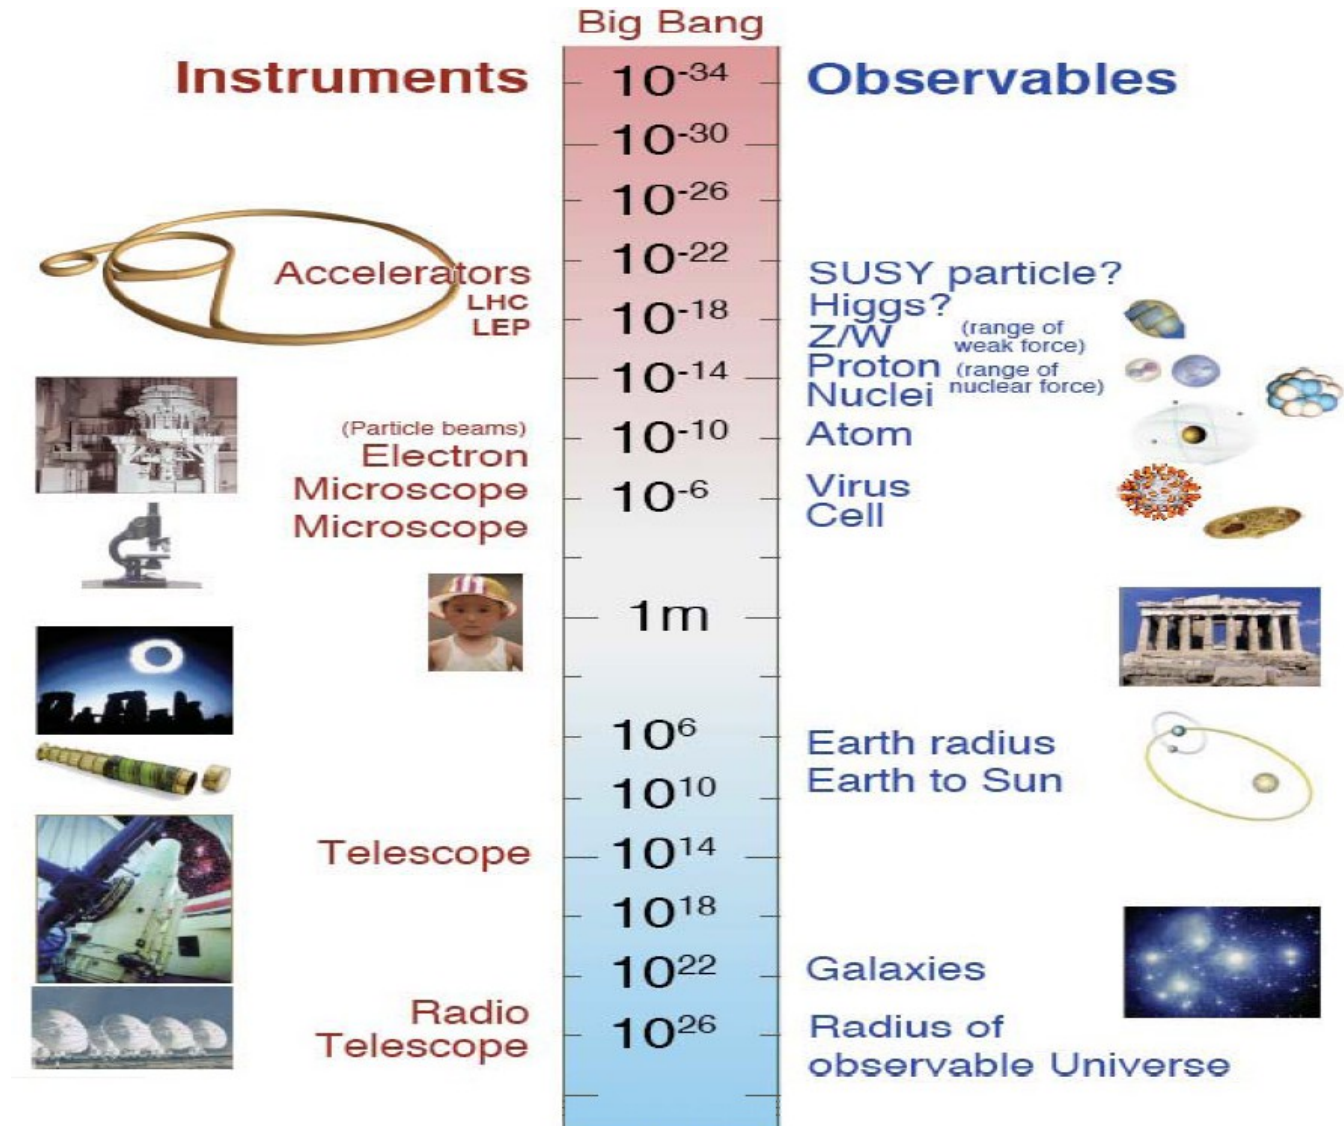 Big Bang
Instruments
Observables
10-34
10-30
10-26
10-22
10-18
10-14
10-10
10-6
1m
106
1010
1014
1018
1022
1026
Accelerators
LHC
LEP
(Particle beams)
Electron
Microscope
Microscope
Telescope
Radio
Telescope
SUSY particle?
Higgs?
Z/W (range of
weak force)
Proton (range of
Nuclei nuclear force)
Atom
Virus
Cell
Earth radius
Earth to Sun
Galaxies
Radius of
observable Universe